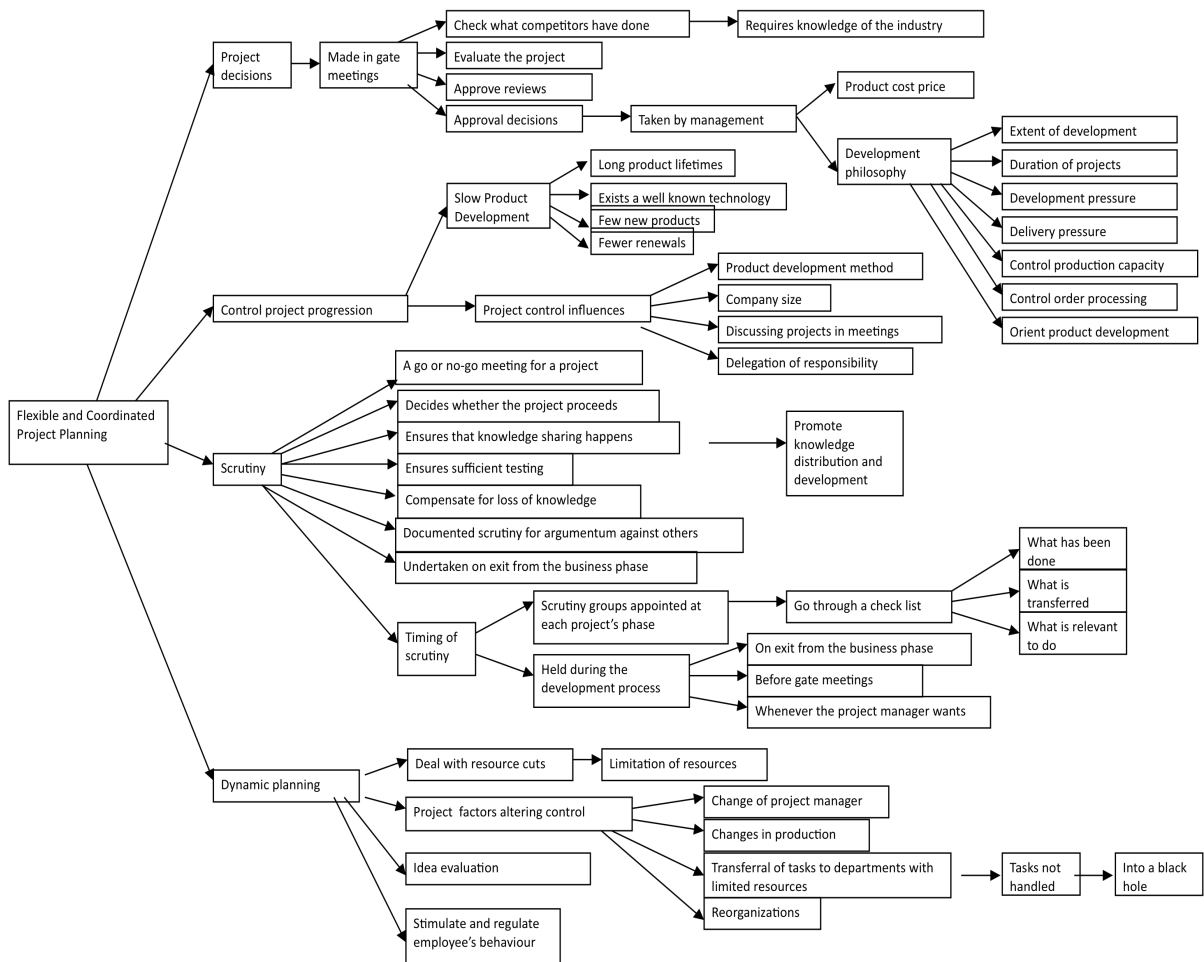 Flexible and Coordinated
Project Planning
Project
decisions
Made in gate
meetings
Check what competitors have done
Requires knowledge of the industry
Evaluate the project
Approve reviews
Approval decisions
Taken by management
Product cost price
Development
philosophy
Extent of development
Duration of projects
Development pressure
Delivery pressure
Control production capacity
Control order processing
Orient product development
Control project progression
Slow Product
Development
Long product lifetimes
Exists a well known technology
Few new products
Fewer renewals
Project control influences
Product development method
Company size
Discussing projects in meetings
Delegation of responsibility
Scrutiny
A go or no-go meeting for a project
Decides whether the project proceeds
Ensures that knowledge sharing happens
Promote
knowledge
distribution and
development
Ensures sufficient testing
Compensate for loss of knowledge
Documented scrutiny for argumentum against others
Undertaken on exit from the business phase
Timing of
scrutiny
Scrutiny groups appointed at
each project's phase
Go through a check list
What has been
done
What is
transferred
What is relevant
to do
Held during the
development process
On exit from the business phase
Before gate meetings
Whenever the project manager wants
Dynamic planning
Deal with resource cuts
Limitation of resources
Project factors altering control
Change of project manager
Changes in production
Transferral of tasks to departments with
limited resources
Tasks not
handled
Into a black
hole
Reorganizations
Idea evaluation
Stimulate and regulate
employee's behaviour